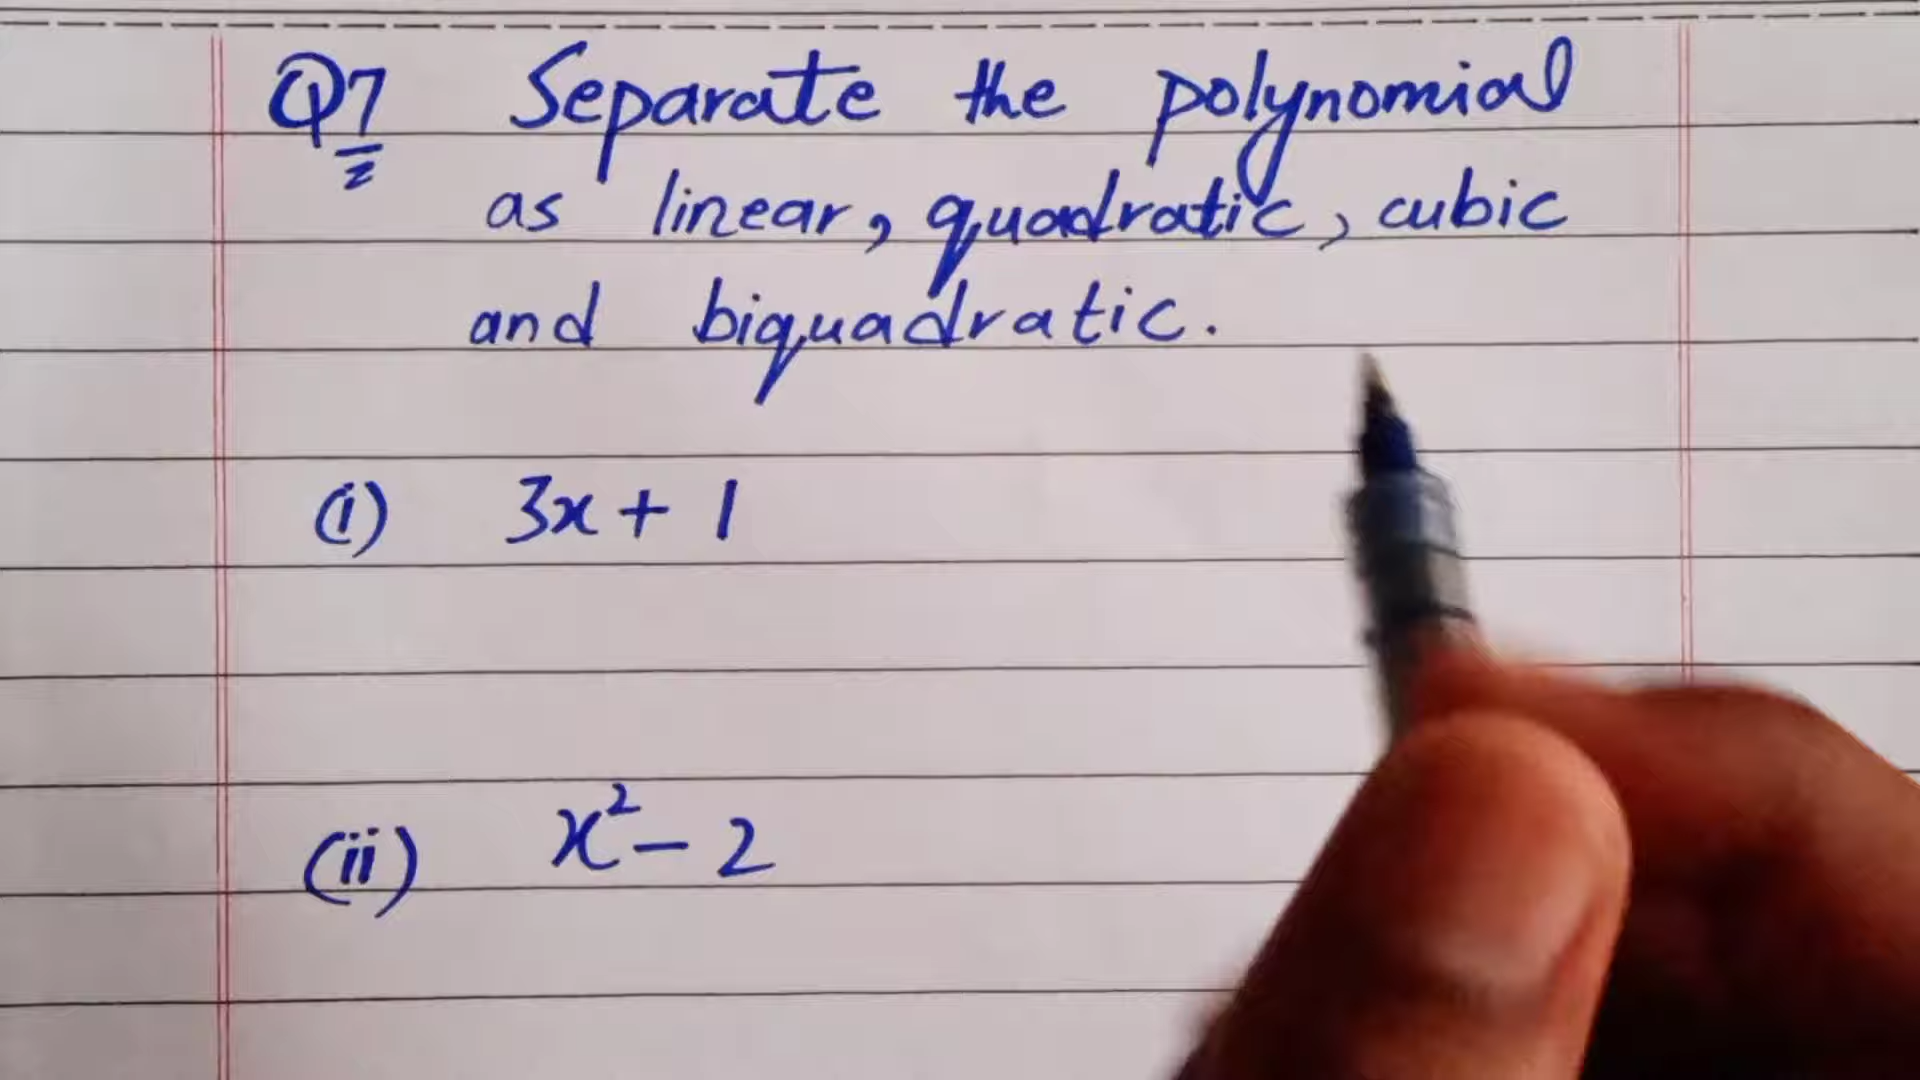 Q7 Separate the polynomial
as linear, quadratic, cubic
and biquadratic.
(i) 3x + 1
(ii) x² - 2